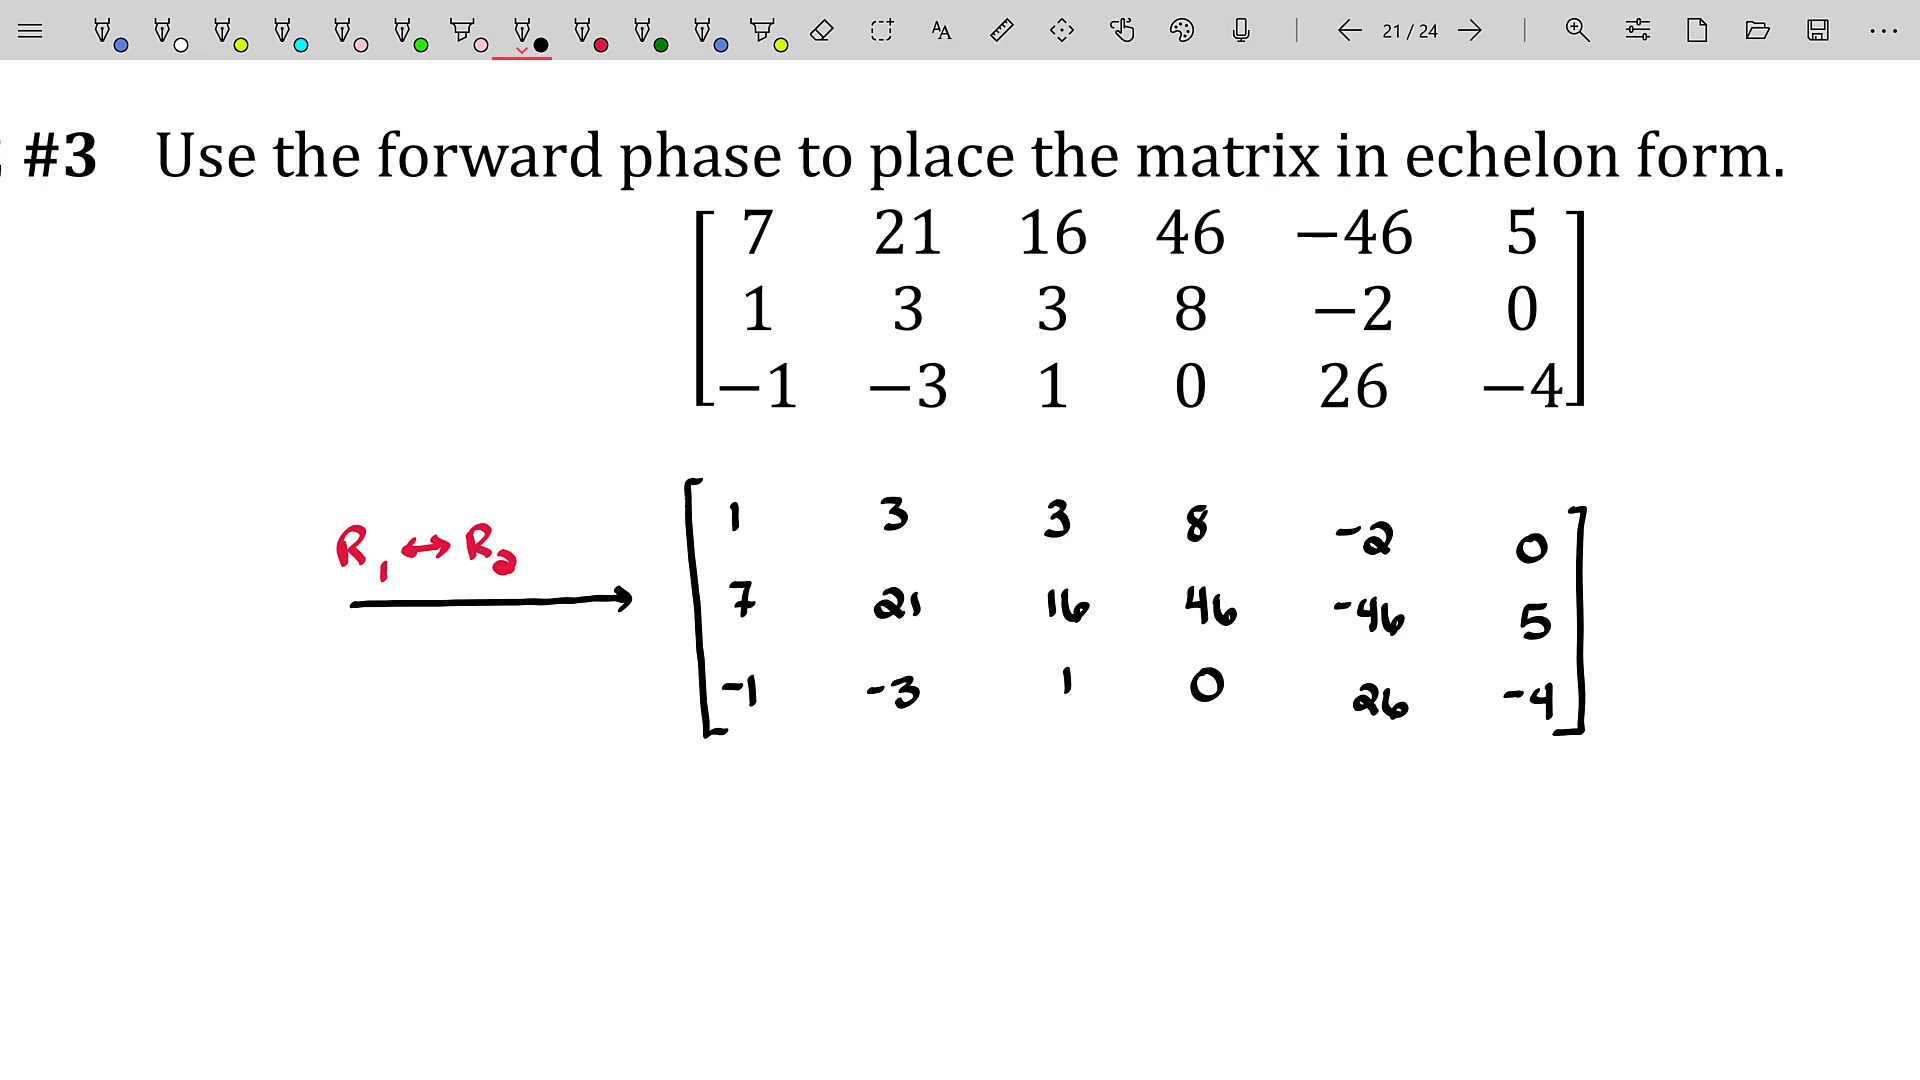 21 / 24
#3 Use the forward phase to place the matrix in echelon form.
7 21 16 46 −46 5
1 3 3 8 −2 0
−1 −3 1 0 26 −4
R₁ ↔ R₂
1 3 3 8 -2 0
7 21 16 46 -46 5
-1 -3 1 0 26 -4